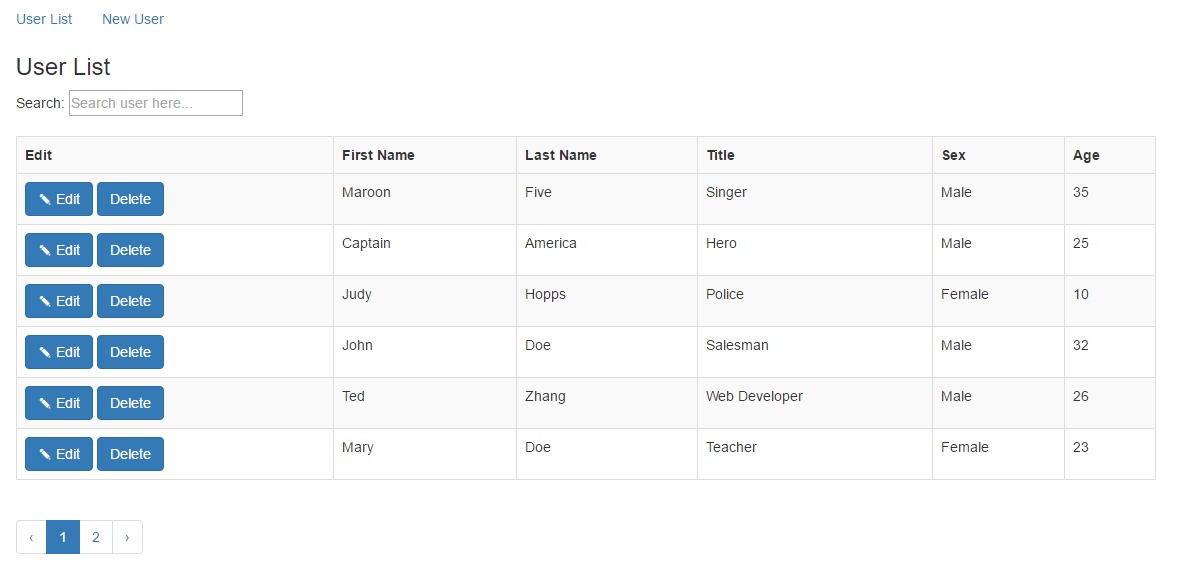 User List New User
User List
Search: Search user here...
Edit First Name Last Name Title Sex Age
Edit Delete Maroon Five Singer Male 35
Edit Delete Captain America Hero Male 25
Edit Delete Judy Hopps Police Female 10
Edit Delete John Doe Salesman Male 32
Edit Delete Ted Zhang Web Developer Male 26
Edit Delete Mary Doe Teacher Female 23
‹ 1 2 ›